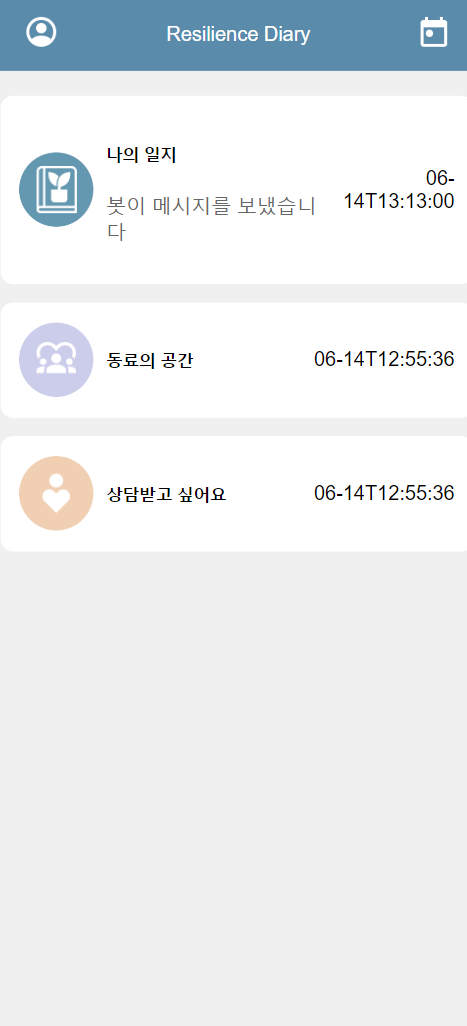 Resilience Diary
나의 일지
봇이 메시지를 보냈습니
다
06-
14T13:13:00
동료의 공간
06-14T12:55:36
상담받고 싶어요
06-14T12:55:36